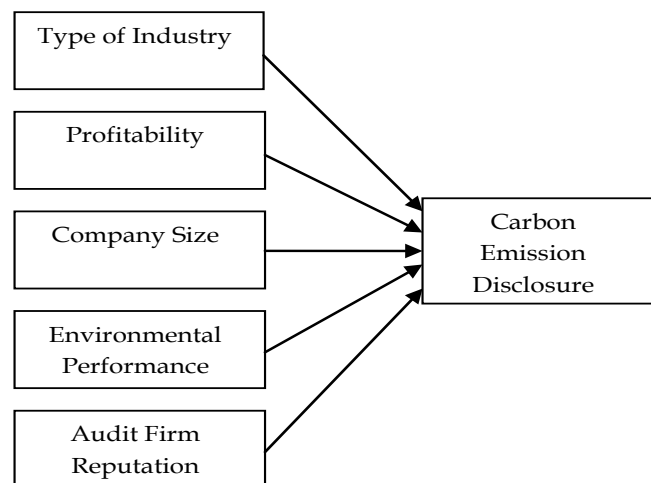 Type of Industry
Profitability
Company Size
Environmental
Performance
Audit Firm
Reputation
Carbon
Emission
Disclosure